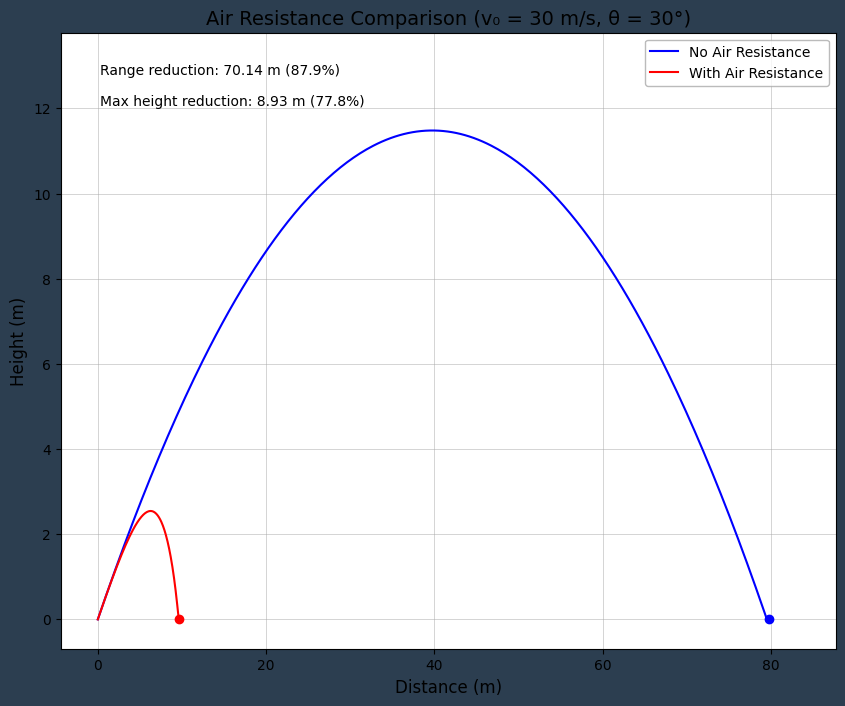 Air Resistance Comparison (v₀ = 30 m/s, θ = 30°)
No Air Resistance
With Air Resistance
Range reduction: 70.14 m (87.9%)
Max height reduction: 8.93 m (77.8%)
12
10
8
6
4
2
0
Height (m)
0 20 40 60 80
Distance (m)